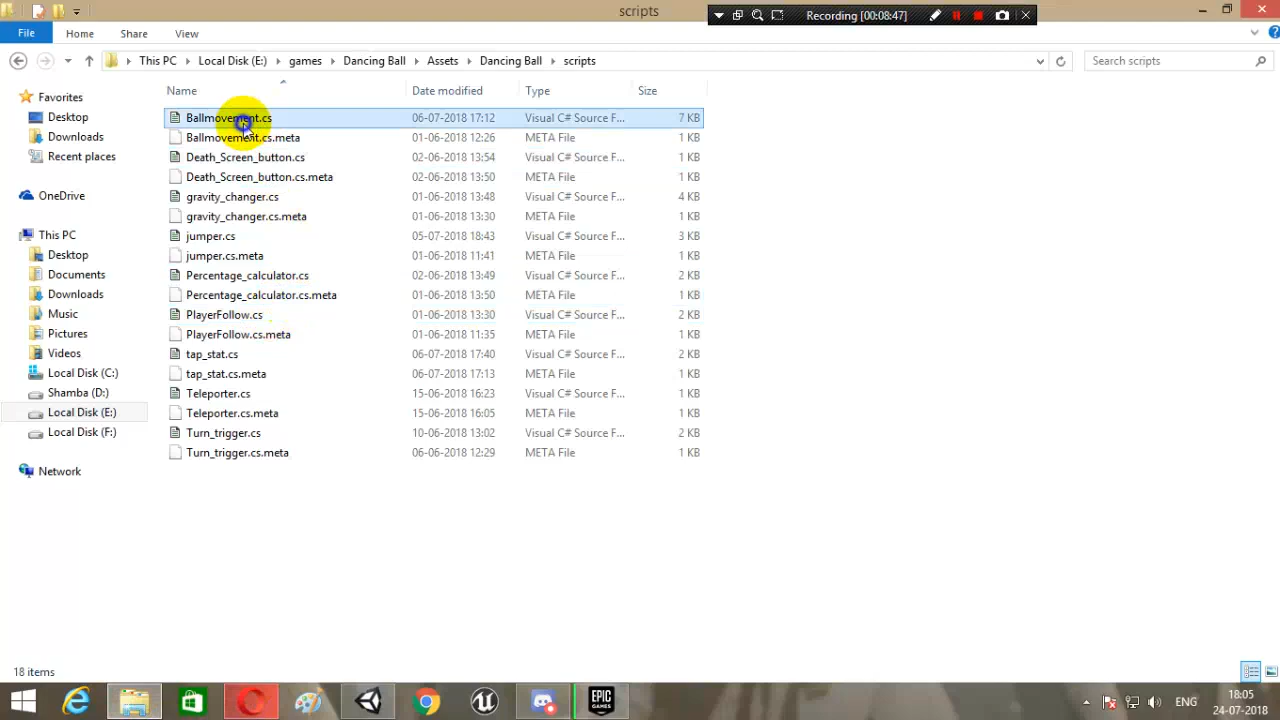 scripts
Recording [00:08:47]
File Home Share View
This PC Local Disk (E:) games Dancing Ball Assets Dancing Ball scripts
Search scripts
Name Date modified Type Size
Favorites
Desktop
Downloads
Recent places
OneDrive
This PC
Desktop
Documents
Downloads
Music
Pictures
Videos
Local Disk (C:)
Shamba (D:)
Local Disk (E:)
Local Disk (F:)
Network
Ballmovement.cs 06-07-2018 17:12 Visual C# Source F... 7 KB
Ballmovement.cs.meta 01-06-2018 12:26 META File 1 KB
Death_Screen_button.cs 02-06-2018 13:54 Visual C# Source F... 1 KB
Death_Screen_button.cs.meta 02-06-2018 13:50 META File 1 KB
gravity_changer.cs 01-06-2018 13:48 Visual C# Source F... 4 KB
gravity_changer.cs.meta 01-06-2018 13:30 META File 1 KB
jumper.cs 05-07-2018 18:43 Visual C# Source F... 3 KB
jumper.cs.meta 01-06-2018 11:41 META File 1 KB
Percentage_calculator.cs 02-06-2018 13:49 Visual C# Source F... 2 KB
Percentage_calculator.cs.meta 01-06-2018 13:50 META File 1 KB
PlayerFollow.cs 01-06-2018 13:30 Visual C# Source F... 2 KB
PlayerFollow.cs.meta 01-06-2018 11:35 META File 1 KB
tap_stat.cs 06-07-2018 17:40 Visual C# Source F... 2 KB
tap_stat.cs.meta 06-07-2018 17:13 META File 1 KB
Teleporter.cs 15-06-2018 16:23 Visual C# Source F... 1 KB
Teleporter.cs.meta 15-06-2018 16:05 META File 1 KB
Turn_trigger.cs 10-06-2018 13:02 Visual C# Source F... 2 KB
Turn_trigger.cs.meta 06-06-2018 12:29 META File 1 KB
18 items
EPIC
GAMES
ENG
18:05
24-07-2018